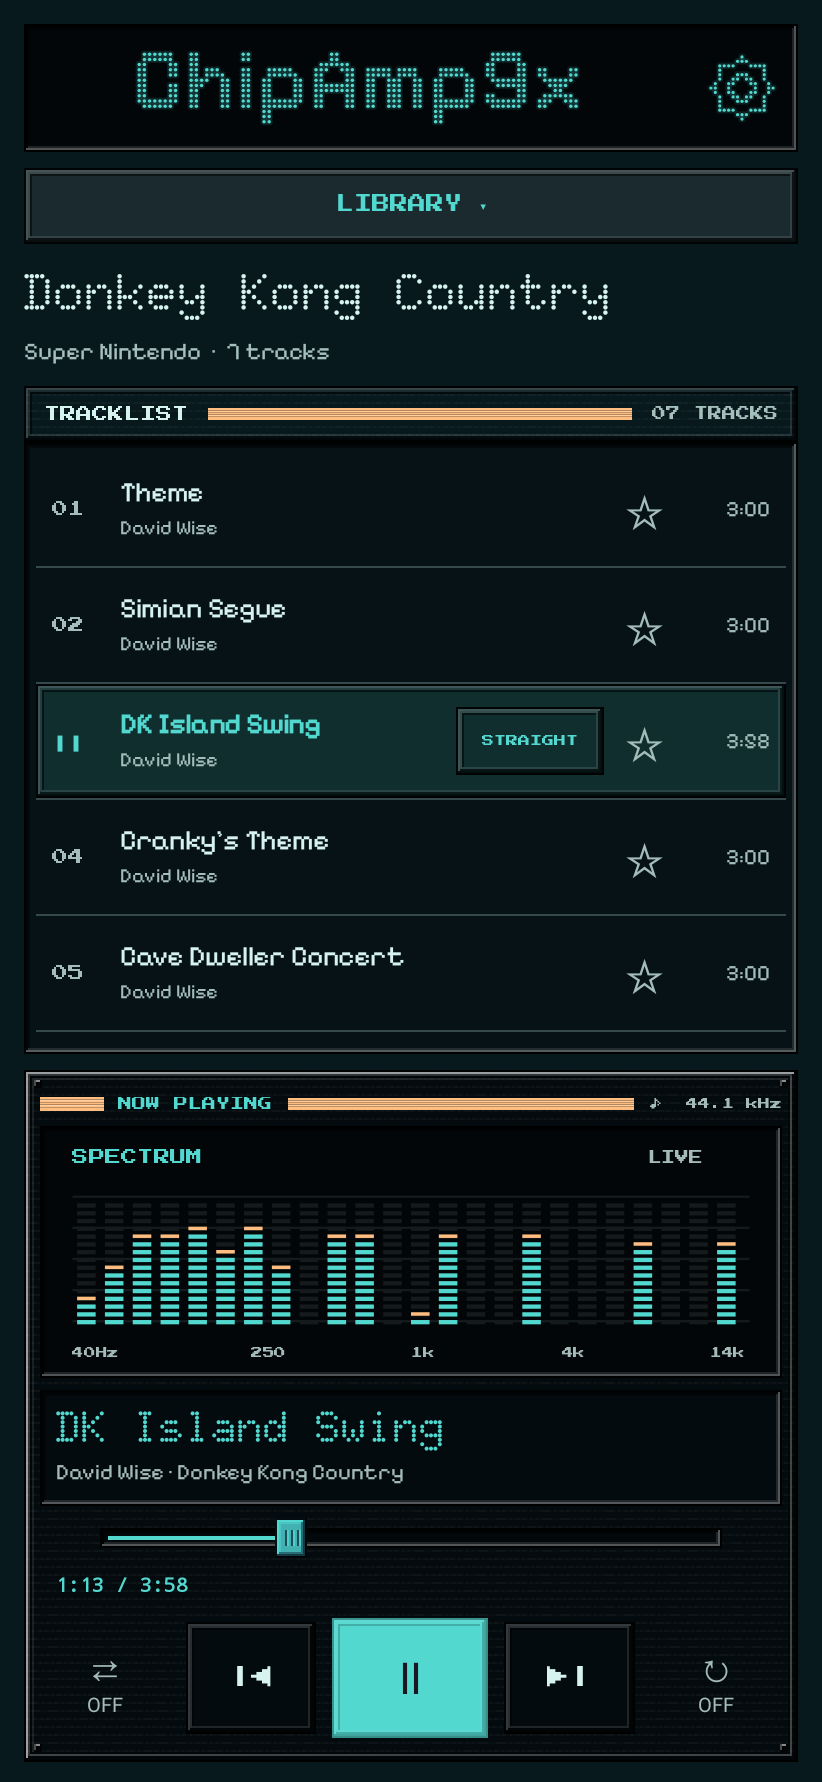 ChipAmp9x
LIBRARY ▾
Donkey Kong Country
Super Nintendo · 7 tracks
TRACKLIST 07 TRACKS
01 Theme 3:00
David Wise
02 Simian Segue 3:00
David Wise
DK Island Swing STRAIGHT 3:58
David Wise
04 Cranky's Theme 3:00
David Wise
05 Cave Dweller Concert 3:00
David Wise
NOW PLAYING ♪ 44.1 kHz
SPECTRUM LIVE
40Hz 250 1k 4k 14k
DK Island Swing
David Wise · Donkey Kong Country
1:13 / 3:58
OFF OFF